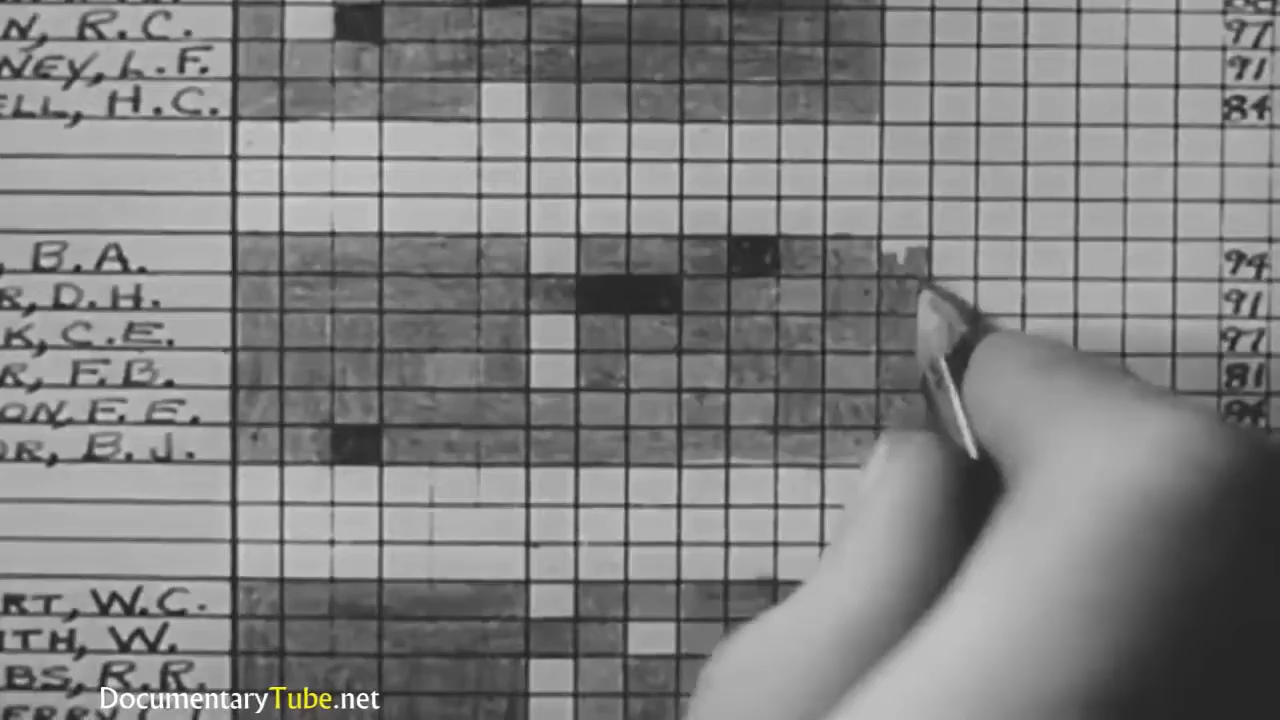 N, R.C. 97
NEY, L.F. 91
ELL, H.C. 84
, B.A. 94
R, D.H. 91
K, C.E. 97
R, F.B. 81
ON, F.E.
OR, B.J.
RT, W.C.
ITH, W.
BS, R.R.
DocumentaryTube.net